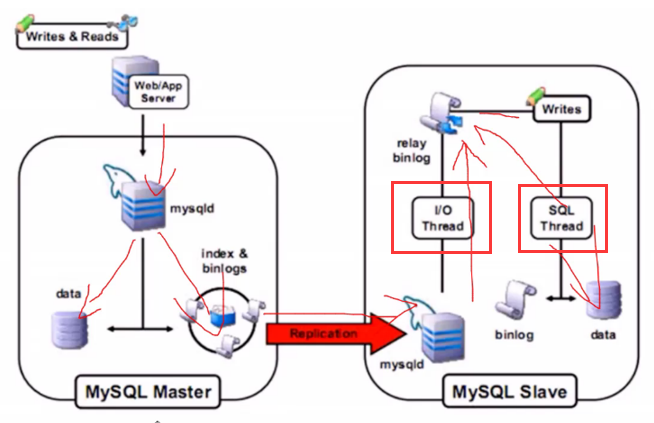 Writes & Reads
Web/App
Server
mysqld
index &
binlogs
data
MySQL Master
Replication
relay
binlog
Writes
I/O
Thread
SQL
Thread
mysqld
binlog
data
MySQL Slave